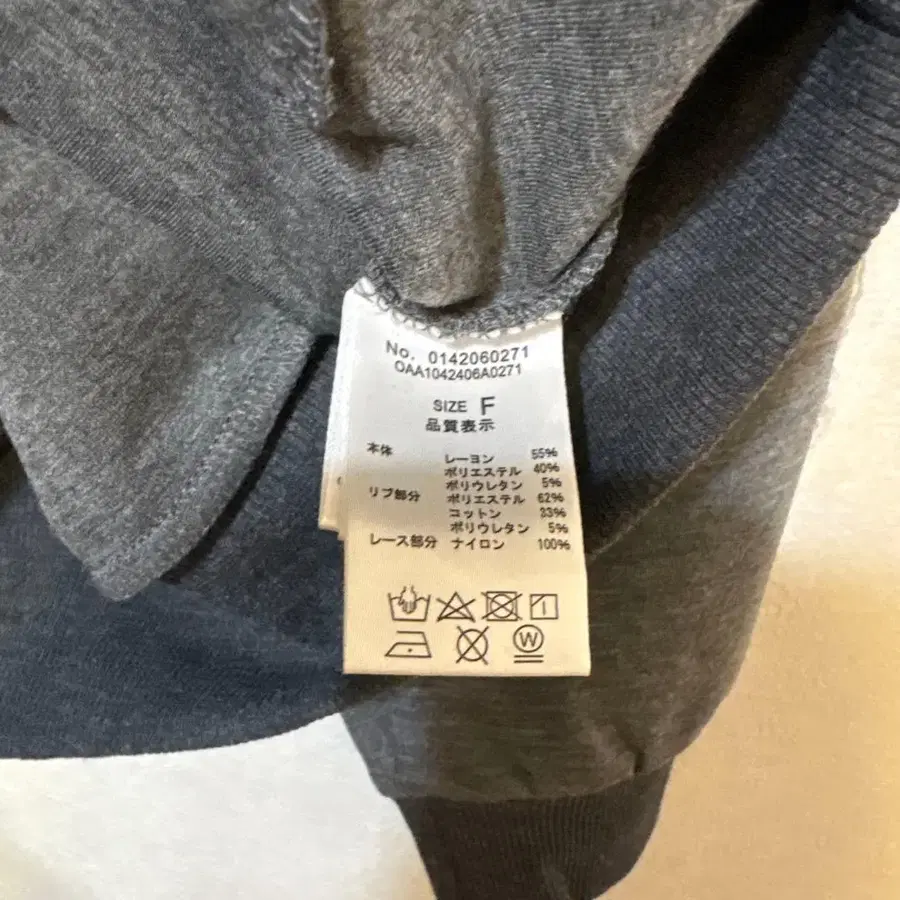 No. 0142060271
OAA1042406A0271
SIZE F
品質表示
本体 レーヨン 55%
ポリエステル 40%
ポリウレタン 5%
リブ部分 ポリエステル 62%
コットン 33%
ポリウレタン 5%
レース部分 ナイロン 100%
W